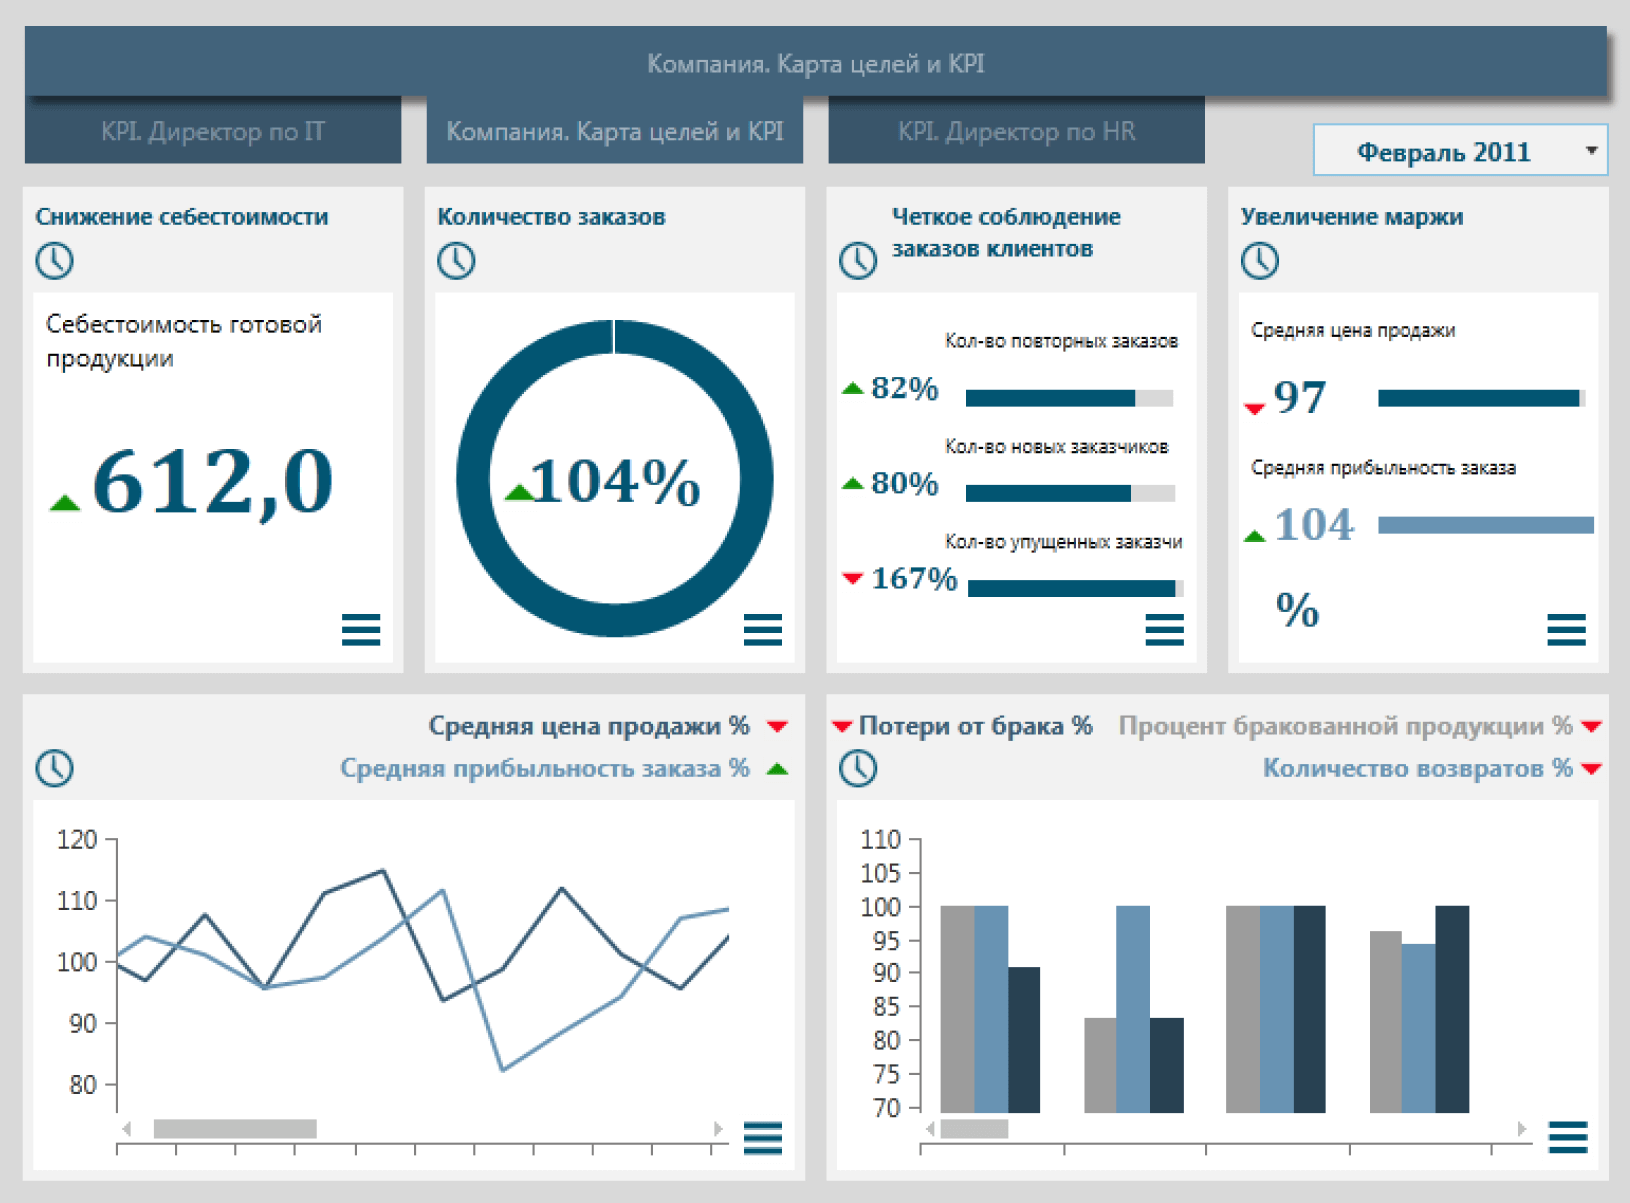 Компания. Карта целей и KPI
KPI. Директор по IT
Компания. Карта целей и KPI
KPI. Директор по HR
Февраль 2011
Снижение себестоимости
Себестоимость готовой
продукции
612,0
Количество заказов
104%
Четкое соблюдение
заказов клиентов
Кол-во повторных заказов
82%
Кол-во новых заказчиков
80%
Кол-во упущенных заказчи
167%
Увеличение маржи
Средняя цена продажи
97
Средняя прибыльность заказа
104
%
Средняя цена продажи %
Средняя прибыльность заказа %
120
110
100
90
80
Потери от брака %
Процент бракованной продукции %
Количество возвратов %
110
105
100
95
90
85
80
75
70